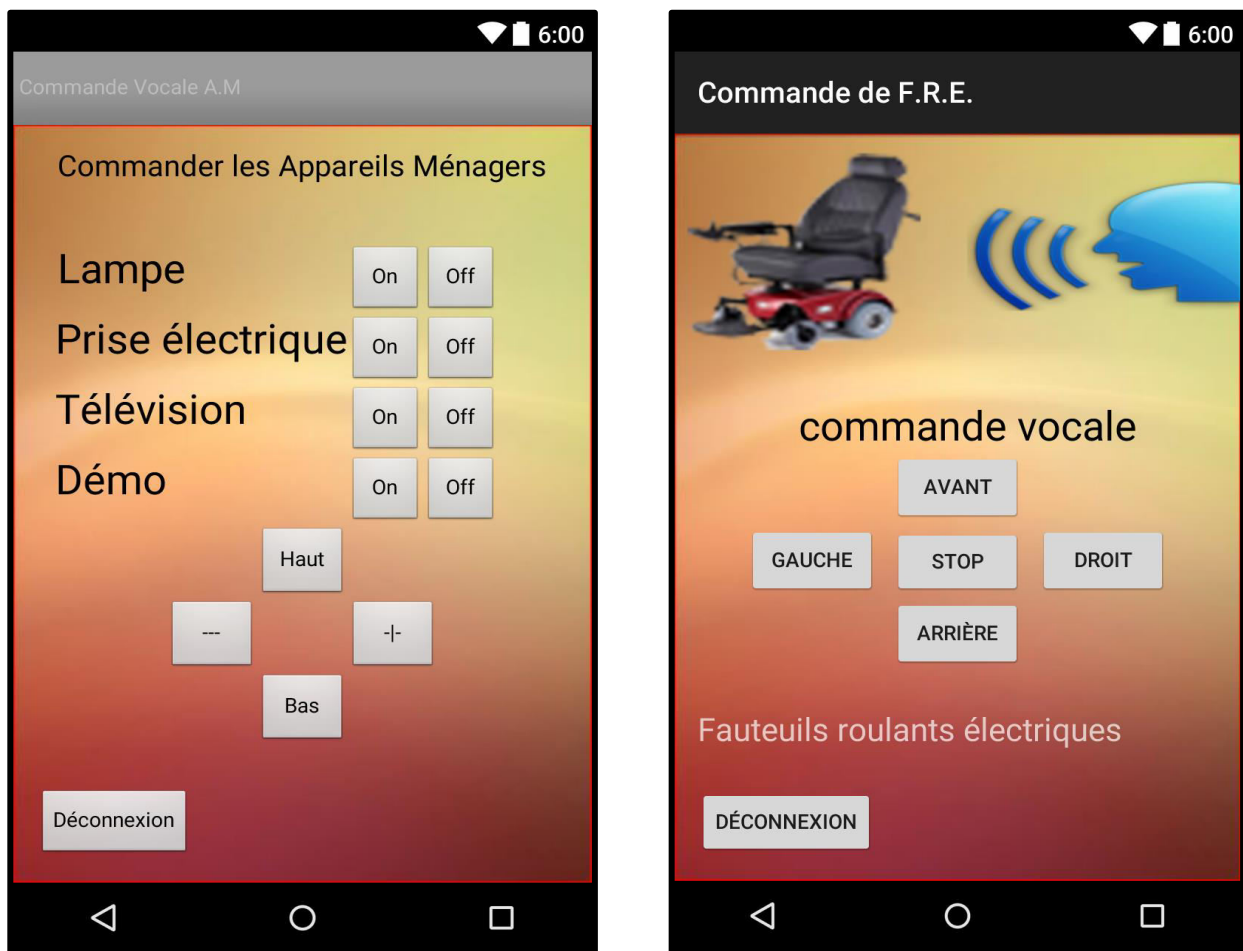 6:00
Commande Vocale A.M
Commander les Appareils Ménagers
Lampe On Off
Prise électrique On Off
Télévision On Off
Démo On Off
Haut
--- -|-
Bas
Déconnexion
6:00
Commande de F.R.E.
commande vocale
AVANT
GAUCHE STOP DROIT
ARRIÈRE
Fauteuils roulants électriques
DÉCONNEXION